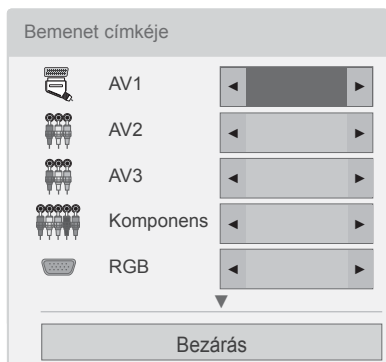 Bemenet címkéje
AV1
AV2
AV3
Komponens
RGB
Bezárás